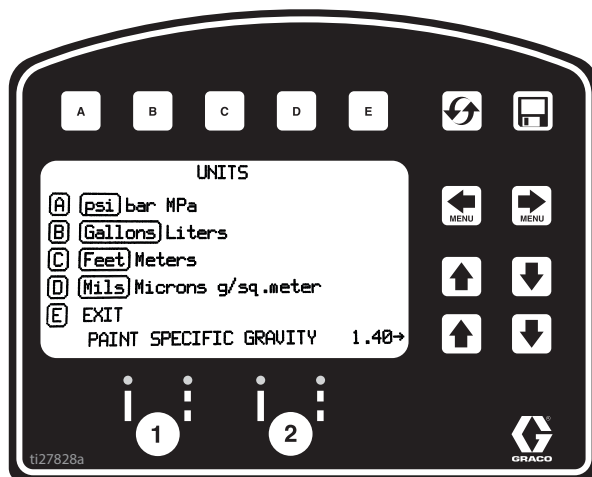 A B C D E
UNITS
A psi bar MPa
B Gallons Liters
C Feet Meters
D Mils Microns g/sq.meter
E EXIT
PAINT SPECIFIC GRAVITY 1.40→
MENU MENU
1 2
ti27828a
GRACO